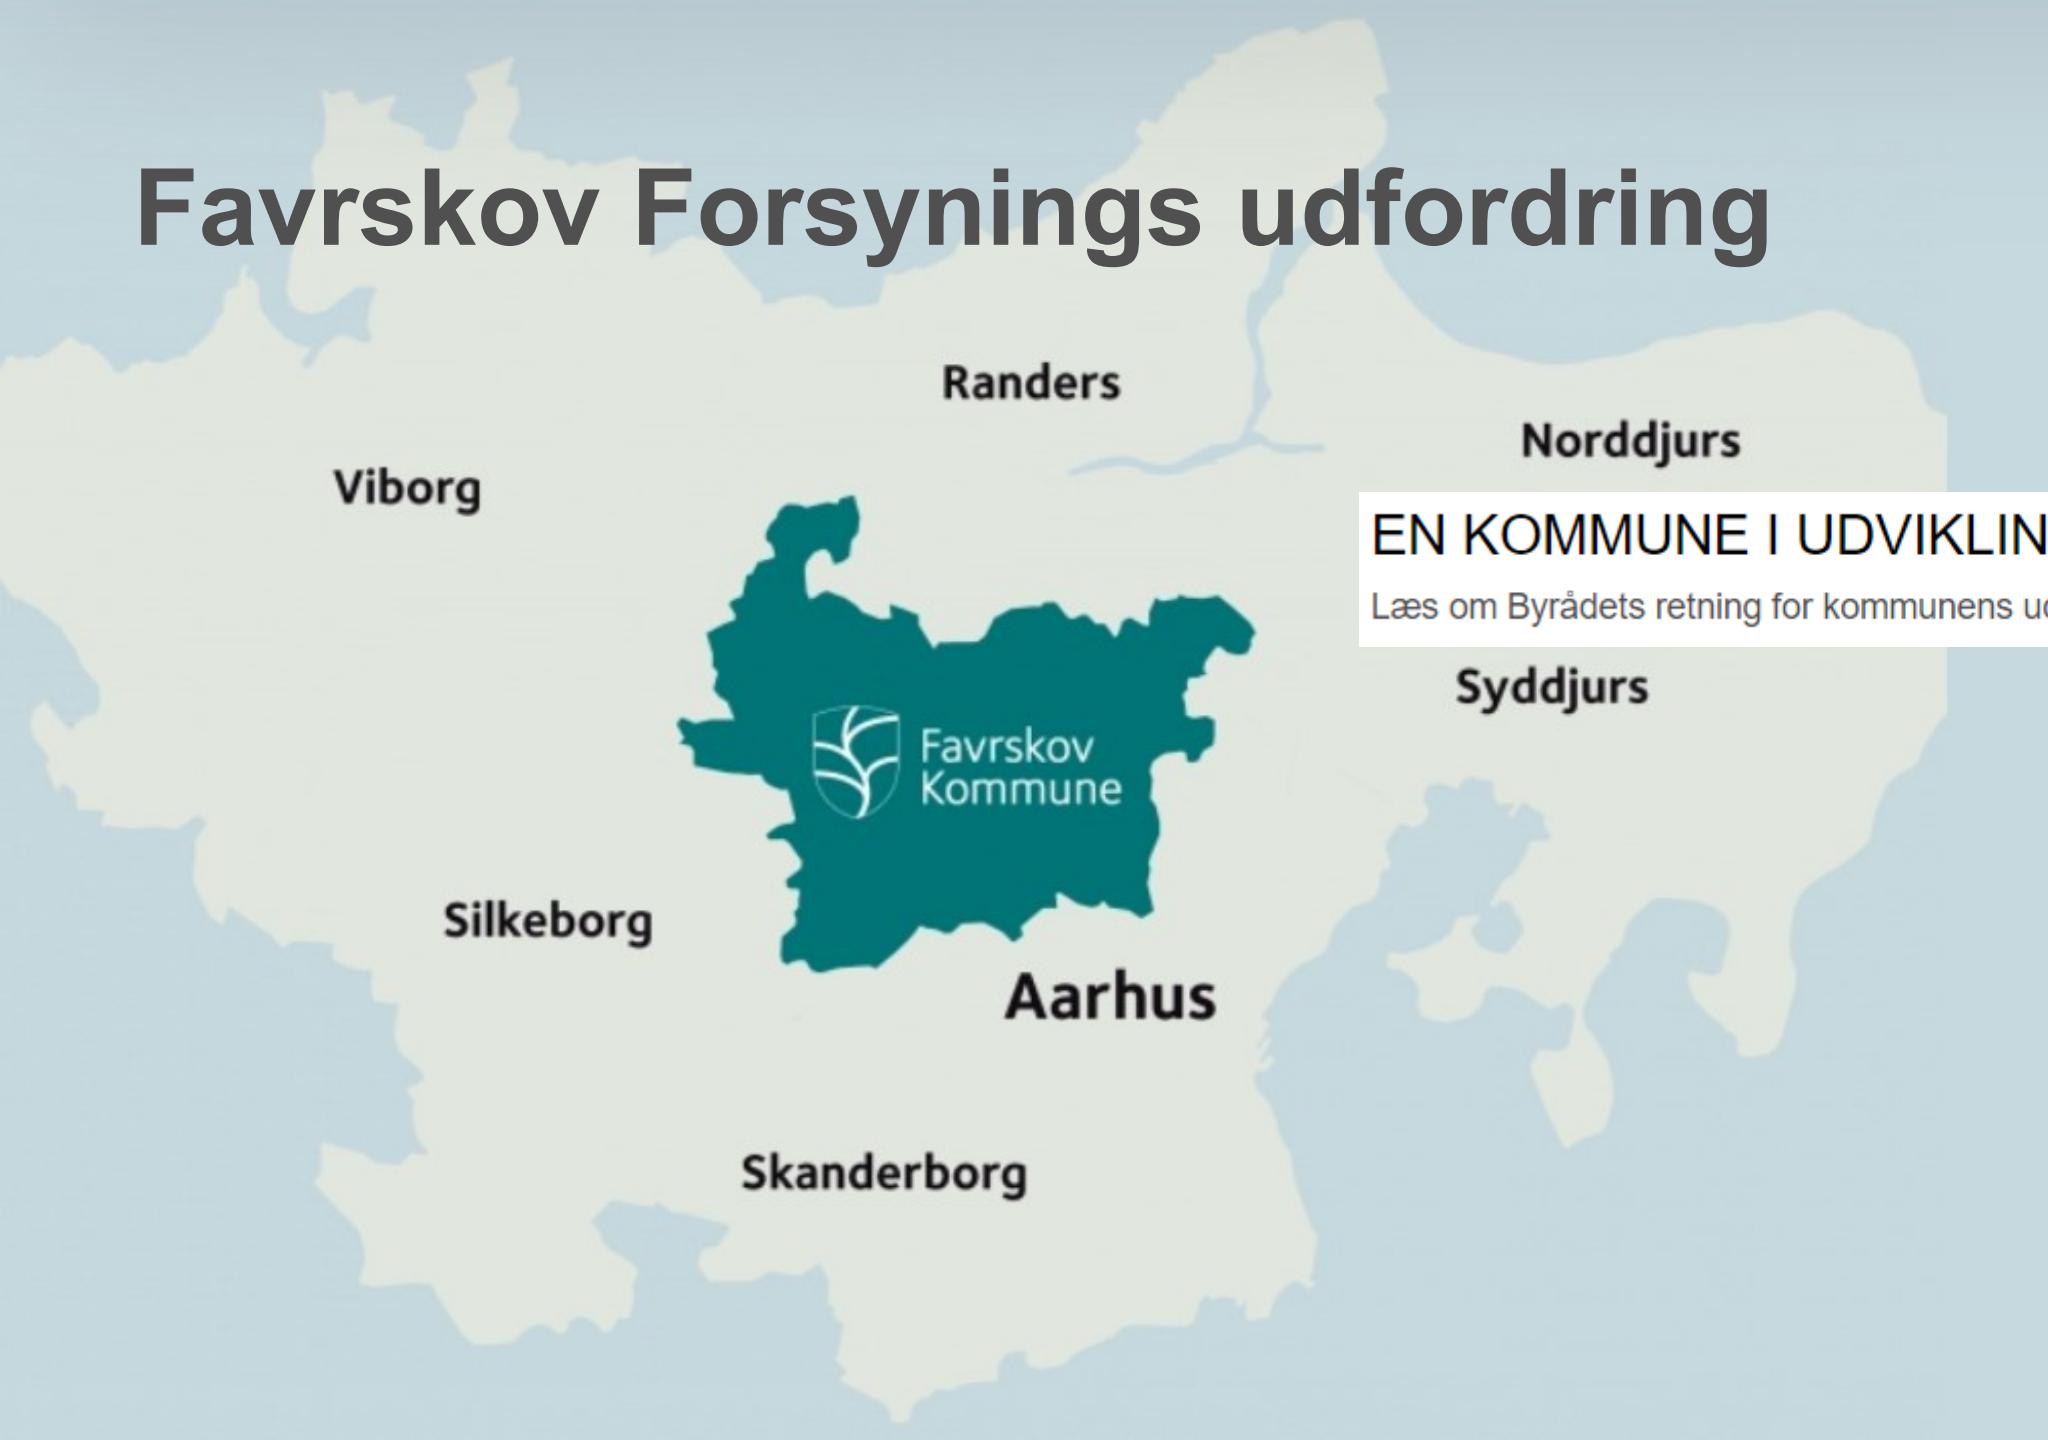 Favrskov Forsynings udfordring
Randers
Norddjurs
Viborg
EN KOMMUNE I UDVIKLIN
Læs om Byrådets retning for kommunens
Syddjurs
Favrskov
Kommune
Silkeborg
Aarhus
Skanderborg